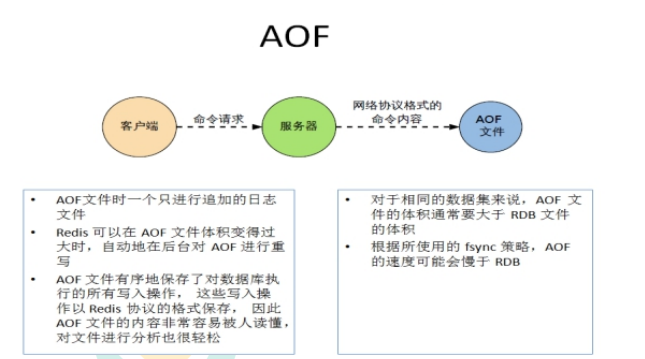 AOF
客户端
命令请求
服务器
网络协议格式的
命令内容
AOF
文件
• AOF文件时一个只进行追加的日志
文件
• Redis 可以在 AOF 文件体积变得过
大时，自动地在后台对 AOF 进行重
写
• AOF 文件有序地保存了对数据库执
行的所有写入操作， 这些写入操
作以 Redis 协议的格式保存， 因此
AOF 文件的内容非常容易被人读懂，
对文件进行分析也很轻松
• 对于相同的数据集来说，AOF 文
件的体积通常要大于 RDB 文件
的体积
• 根据所使用的 fsync 策略，AOF
的速度可能会慢于 RDB